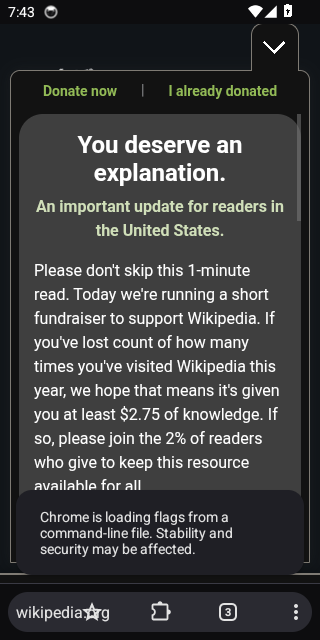 7:43
Donate now | I already donated
You deserve an
explanation.
An important update for readers in
the United States.
Please don't skip this 1-minute
read. Today we're running a short
fundraiser to support Wikipedia. If
you've lost count of how many
times you've visited Wikipedia this
year, we hope that means it's given
you at least $2.75 of knowledge. If
so, please join the 2% of readers
who give to keep this resource
available for all
Chrome is loading flags from a
command-line file. Stability and
security may be affected.
3